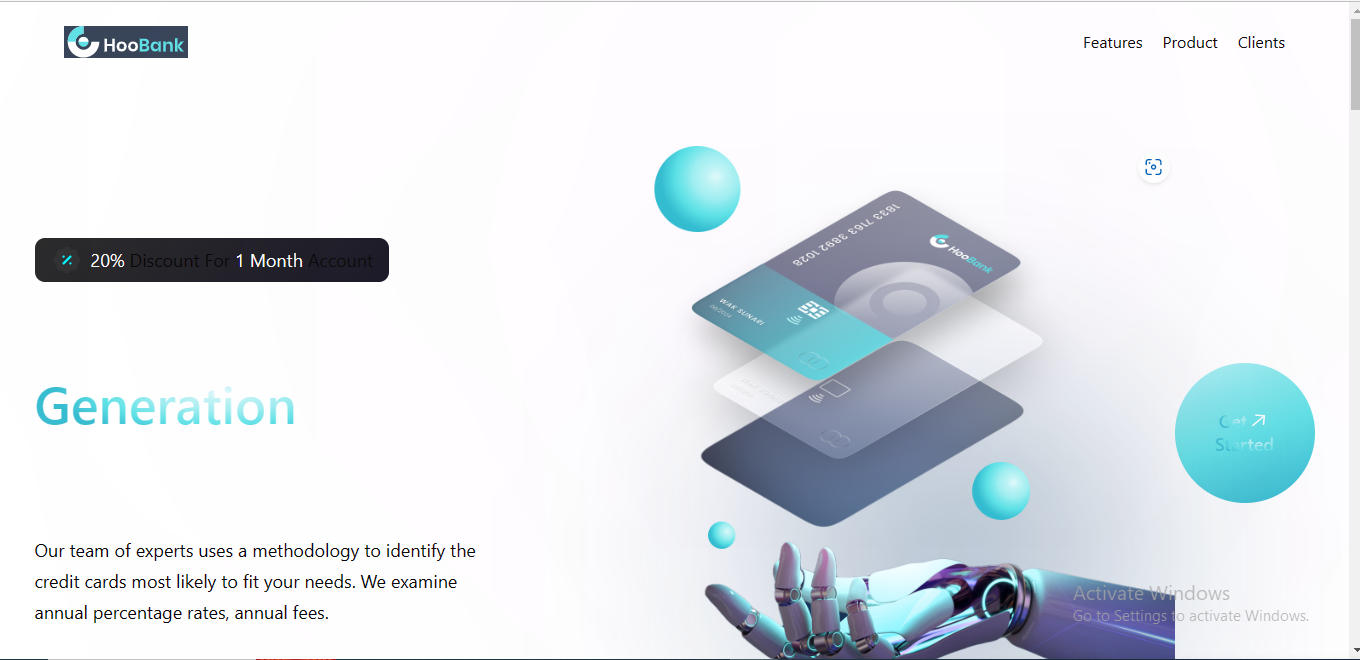 HooBank
Features Product Clients
20% Discount For 1 Month Account
1833 7163 3892 1028
HooBank
WAK SUNARI
Generation
Get
Started
Our team of experts uses a methodology to identify the
credit cards most likely to fit your needs. We examine
annual percentage rates, annual fees.
Activate Windows
Go to Settings to activate Windows.